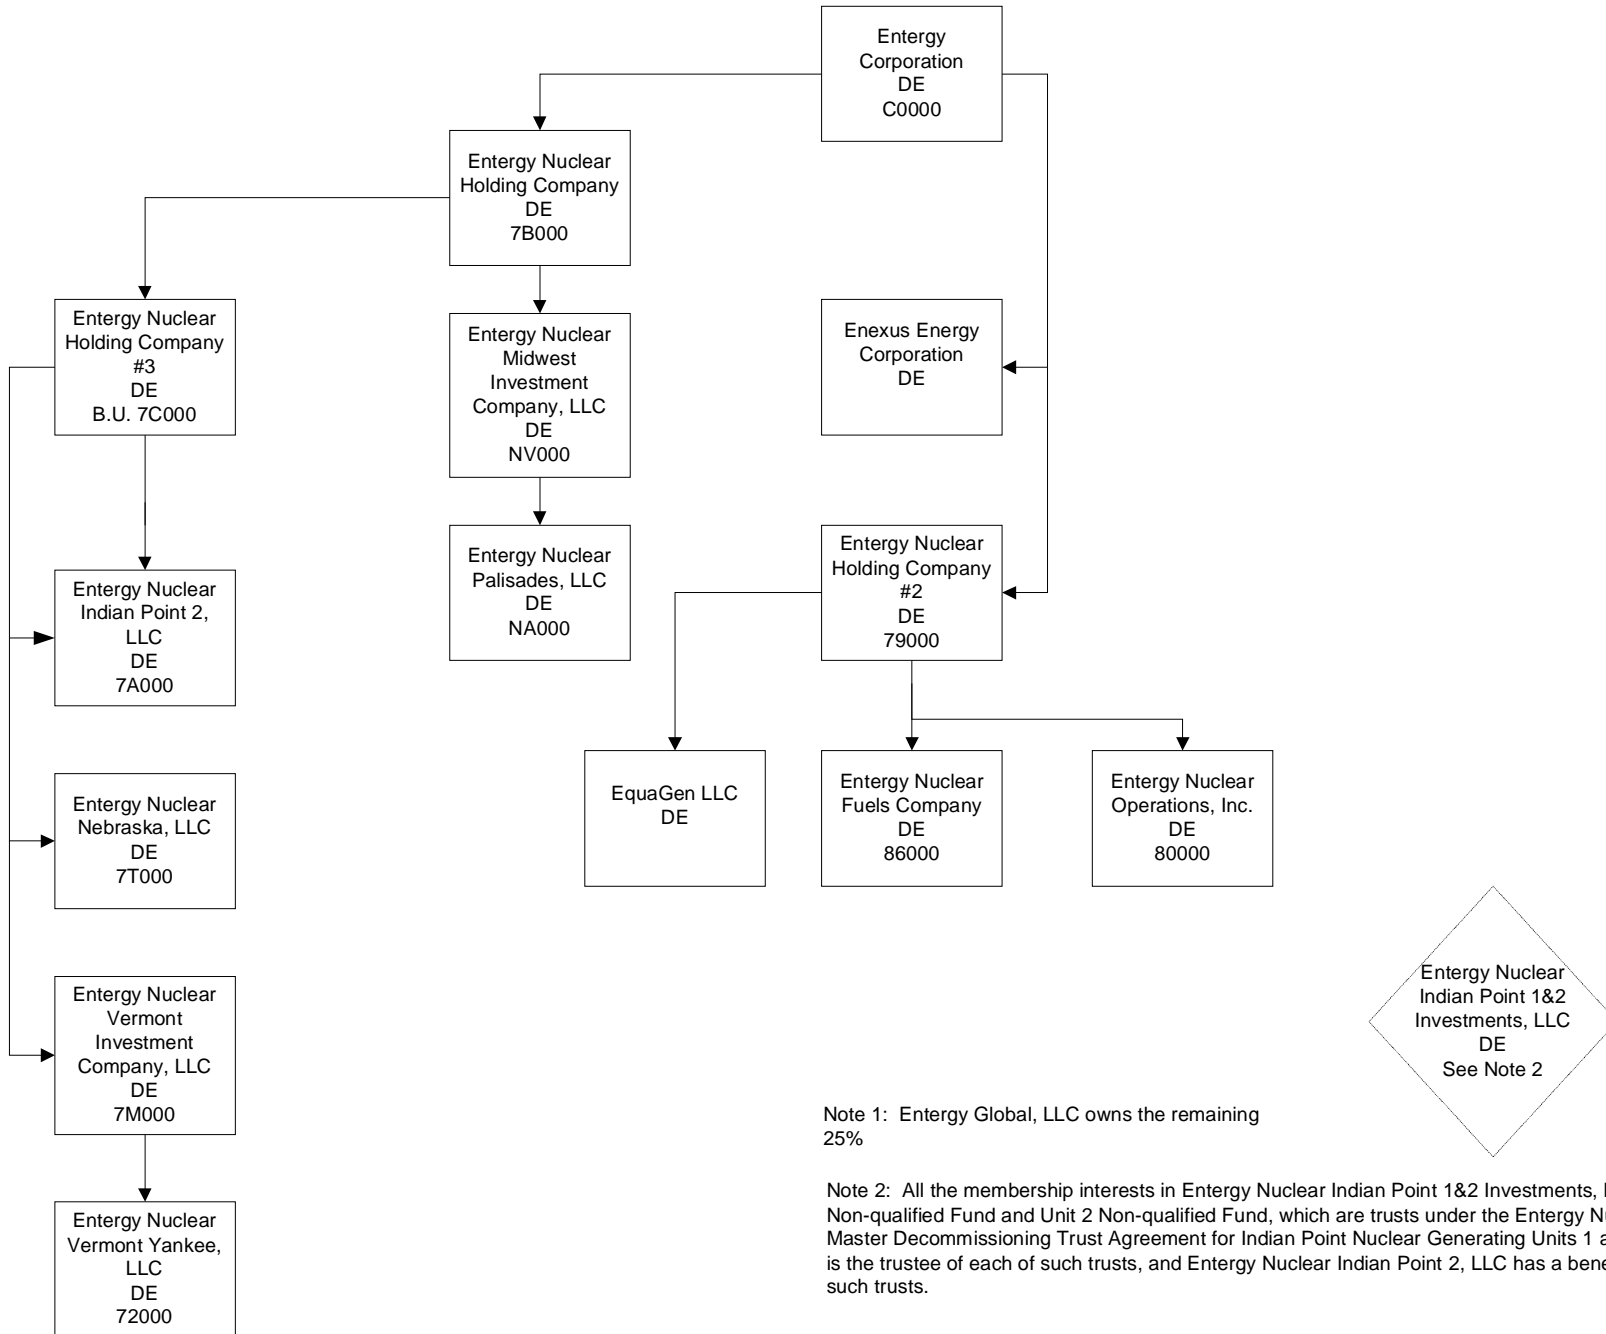 Entergy
Corporation
DE
C0000
Entergy Nuclear
Holding Company
DE
7B000
Entergy Nuclear
Holding Company
#3
DE
B.U. 7C000
Entergy Nuclear
Midwest
Investment
Company, LLC
DE
NV000
Enexus Energy
Corporation
DE
Entergy Nuclear
Indian Point 2,
LLC
DE
7A000
Entergy Nuclear
Palisades, LLC
DE
NA000
Entergy Nuclear
Holding Company
#2
DE
79000
Entergy Nuclear
Nebraska, LLC
DE
7T000
EquaGen LLC
DE
Entergy Nuclear
Fuels Company
DE
86000
Entergy Nuclear
Operations, Inc.
DE
80000
Entergy Nuclear
Vermont
Investment
Company, LLC
DE
7M000
Entergy Nuclear
Indian Point 1&2
Investments, LLC
DE
See Note 2
Entergy Nuclear
Vermont Yankee,
LLC
DE
72000
Note 1:  Entergy Global, LLC owns the remaining
25%
Note 2:  All the membership interests in Entergy Nuclear Indian Point 1&2 Investments,
Non-qualified Fund and Unit 2 Non-qualified Fund, which are trusts under the Entergy
Master Decommissioning Trust Agreement for Indian Point Nuclear Generating Units 1
is the trustee of each of such trusts, and Entergy Nuclear Indian Point 2, LLC has a
such trusts.